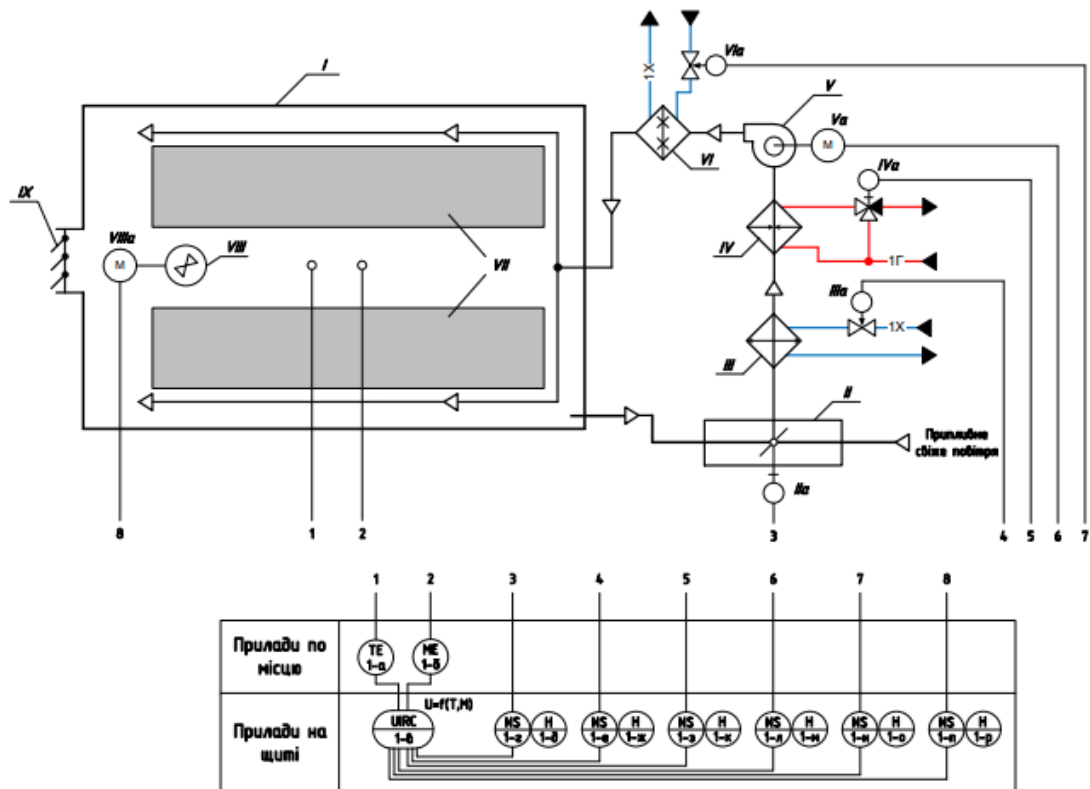 I
IX
VIIIa
M
VIII
VII
1X
VIa
VI
V
Va
M
IVa
IV
1Г
IIIa
1X
III
II
Припливне
свіже повітря
IIa
8 1 2 3 4 5 6 7
1 2 3 4 5 6 7 8
Прилади по
місцю
TE
1-а
ME
1-б
Прилади на
щиті
U=f(T,M)
UIRC
1-в
NS
1-г
H
1-д
NS
1-е
H
1-ж
NS
1-з
H
1-к
NS
1-л
H
1-м
NS
1-н
H
1-о
NS
1-п
H
1-р